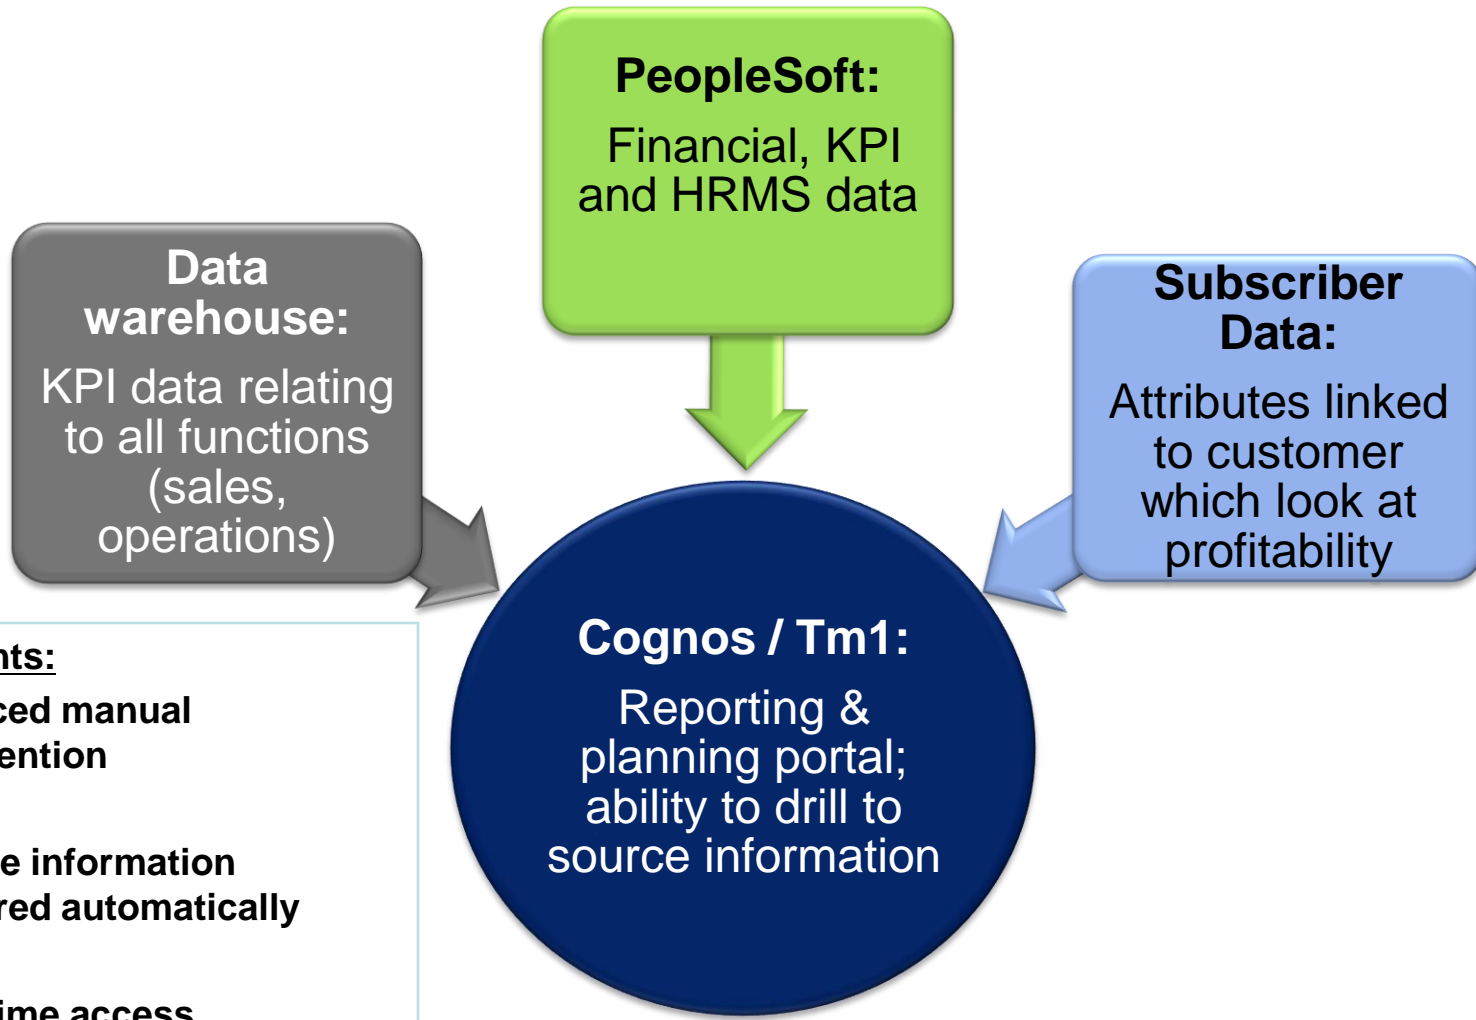 PeopleSoft:
Financial, KPI
and HRMS data
Data
warehouse:
KPI data relating
to all functions
(sales,
operations)
Subscriber
Data:
Attributes linked
to customer
which look at
profitability
Cognos / Tm1:
Reporting &
planning portal;
ability to drill to
source information
nts:
ced manual
ention
e information
red automatically
ime access